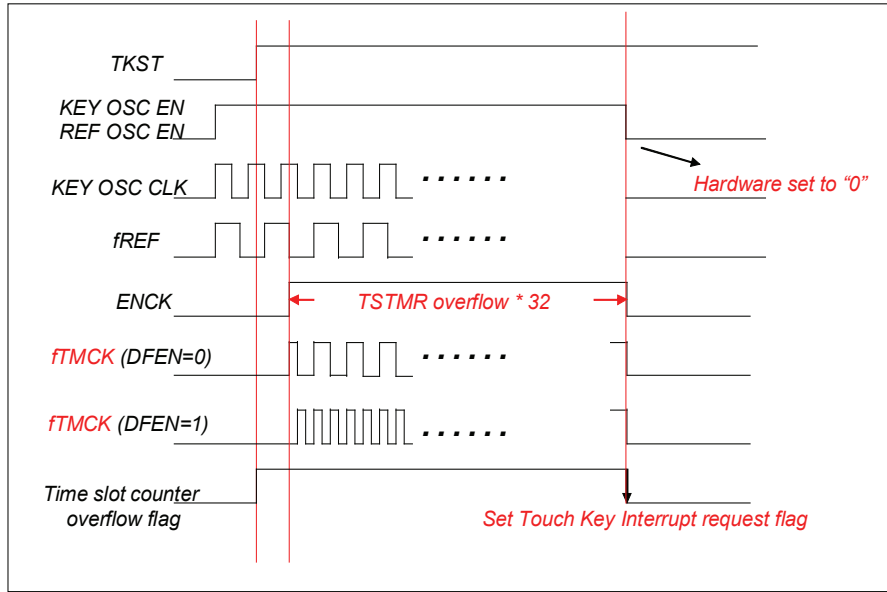 TKST
KEY OSC EN
REF OSC EN
KEY OSC CLK
Hardware set to “0”
fREF
ENCK
TSTMR overflow * 32
fTMCK (DFEN=0)
fTMCK (DFEN=1)
Time slot counter
overflow flag
Set Touch Key Interrupt request flag